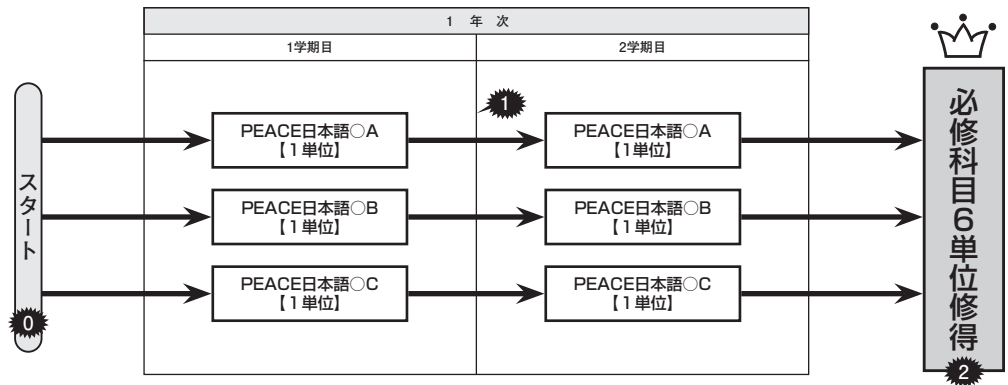 1 年 次
1学期目
2学期目
スタート
0
1
PEACE日本語○A
【1単位】
PEACE日本語○A
【1単位】
PEACE日本語○B
【1単位】
PEACE日本語○B
【1単位】
PEACE日本語○C
【1単位】
PEACE日本語○C
【1単位】
必修科目6単位修得
2